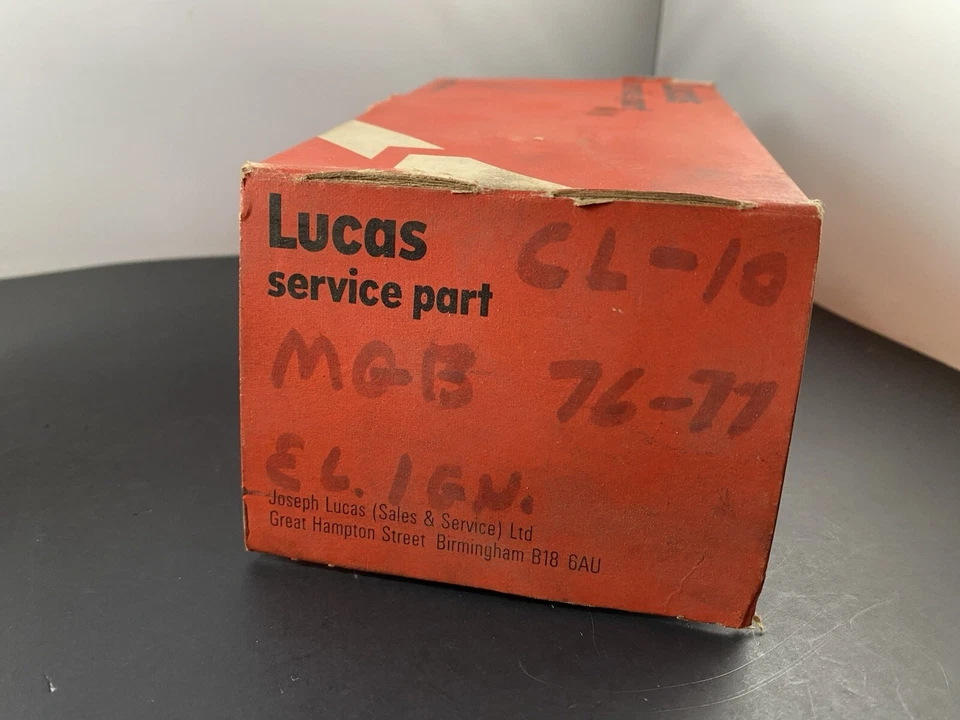 Lucas
service part
CL-10
MGB 76-77
EL. IGN.
Joseph Lucas (Sales & Service) Ltd
Great Hampton Street Birmingham B18 6AU